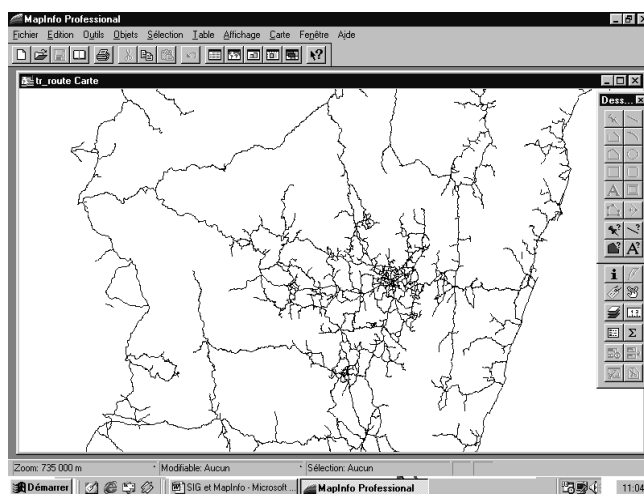 MapInfo Professional
Fichier Edition Outils Objets Sélection Table Affichage Carte Fenêtre Aide
tr_route Carte
Dess...
Zoom: 735 000 m Modifiable: Aucun Sélection: Aucun
Démarrer SIG et MapInfo - Microsoft ... MapInfo Professional 11:04